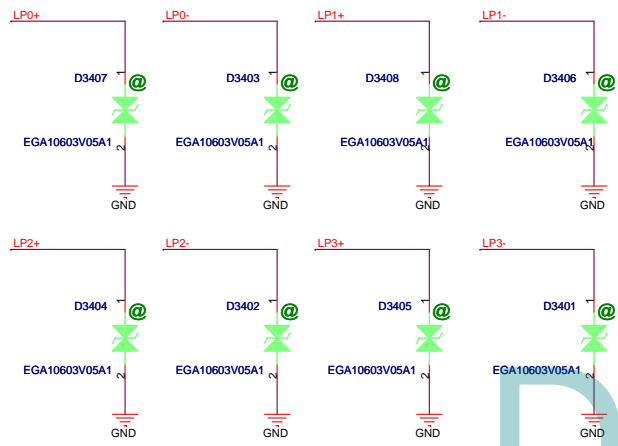 LP0+ LP0- LP1+ LP1-
1 1 1 1
D3407 @ D3403 @ D3408 @ D3406 @
EGA10603V05A1 EGA10603V05A1 EGA10603V05A1 EGA10603V05A1
2 2 2 2
GND GND GND GND
LP2+ LP2- LP3+ LP3-
1 1 1 1
D3404 @ D3402 @ D3405 @ D3401 @
EGA10603V05A1 EGA10603V05A1 EGA10603V05A1 EGA10603V05A1
2 2 2 2
GND GND GND GND